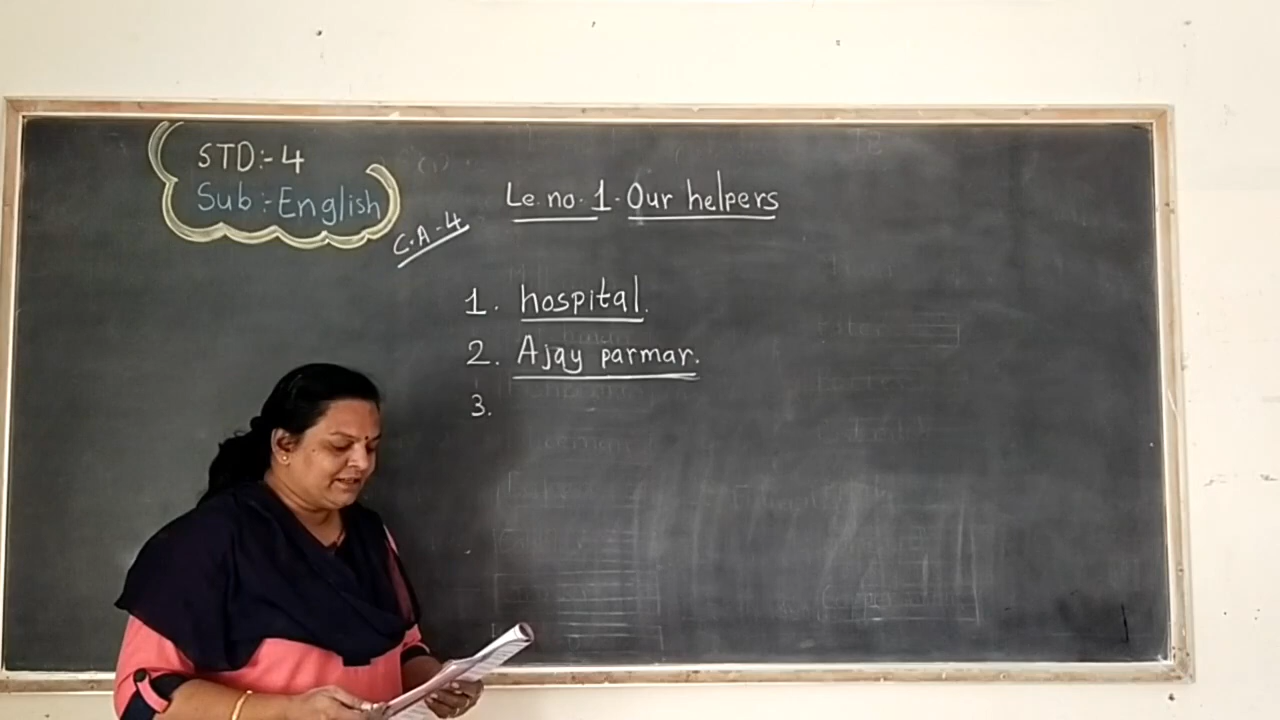 STD:- 4
Sub :- English
C.A-4
Le. no. 1. Our helpers
1. hospital.
2. Ajay parmar.
3.